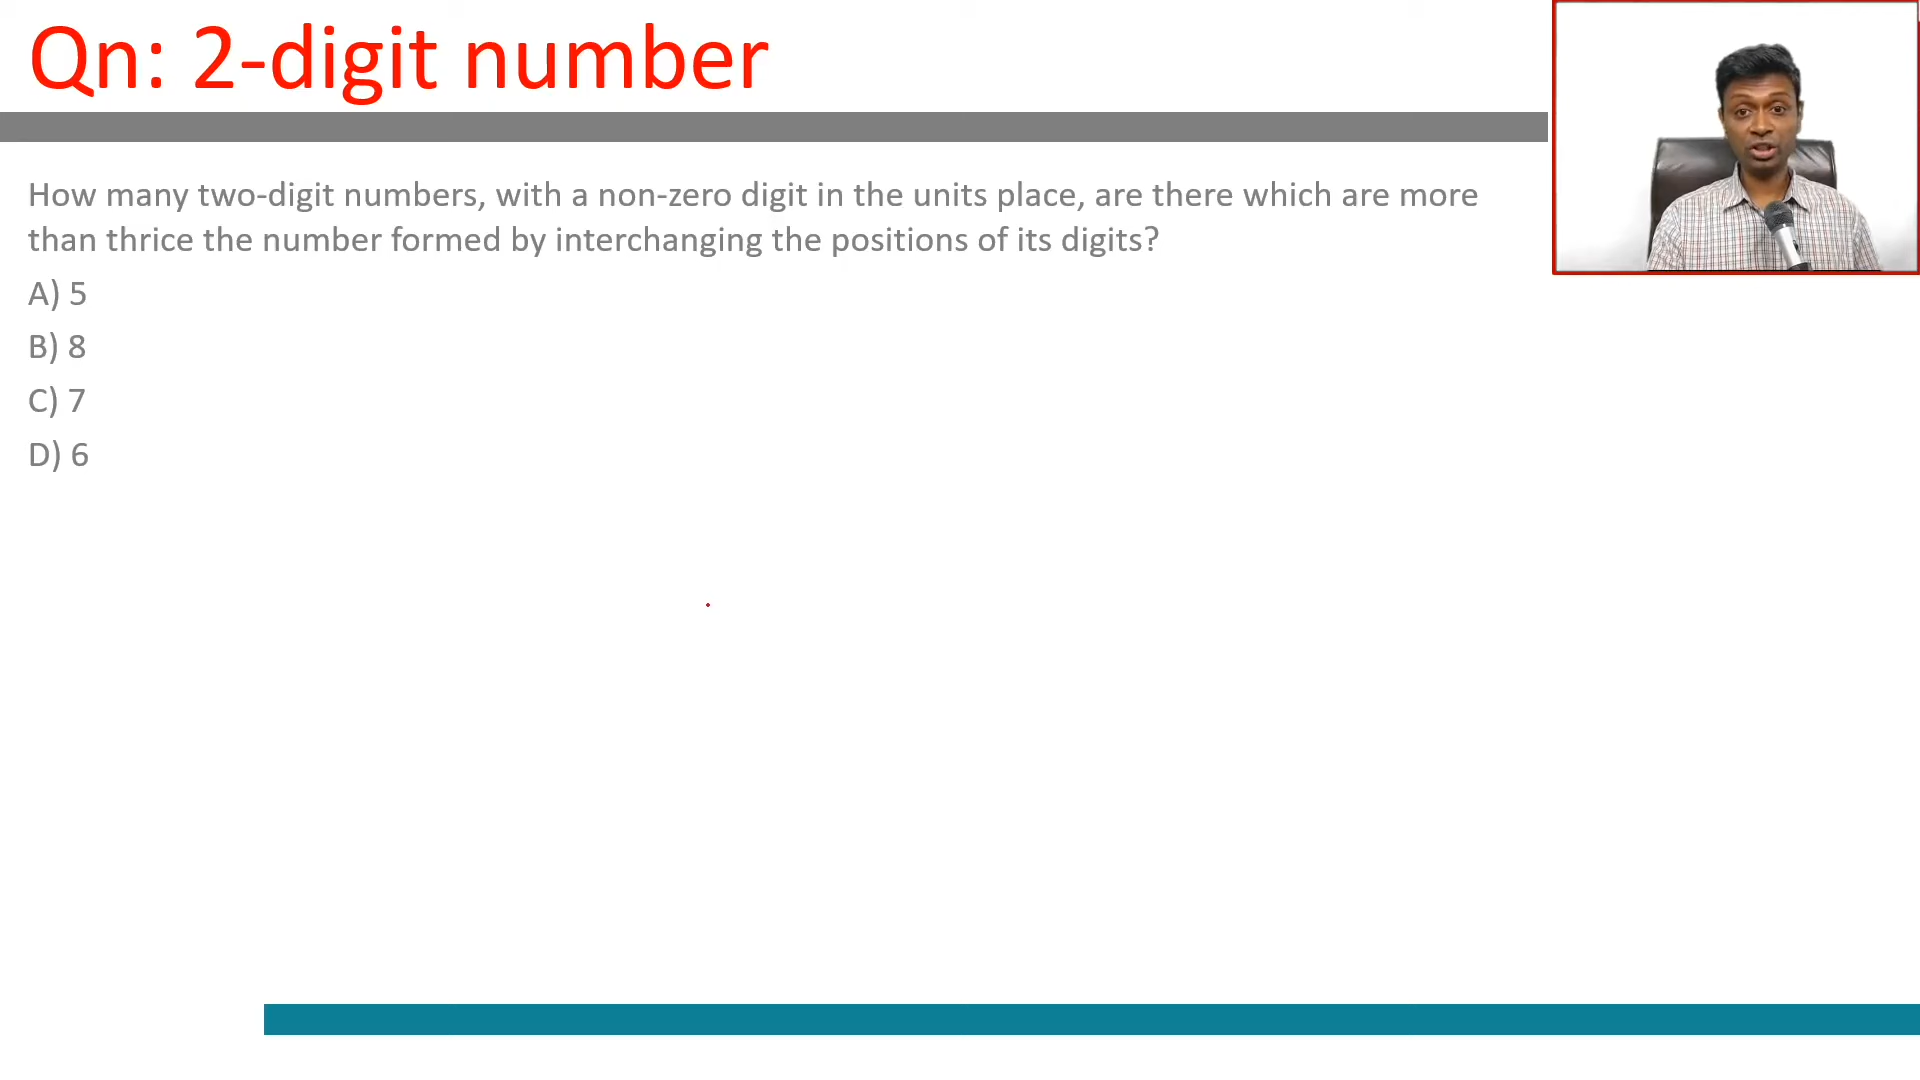 Qn: 2-digit number
How many two-digit numbers, with a non-zero digit in the units place, are there which are more
than thrice the number formed by interchanging the positions of its digits?
A) 5
B) 8
C) 7
D) 6